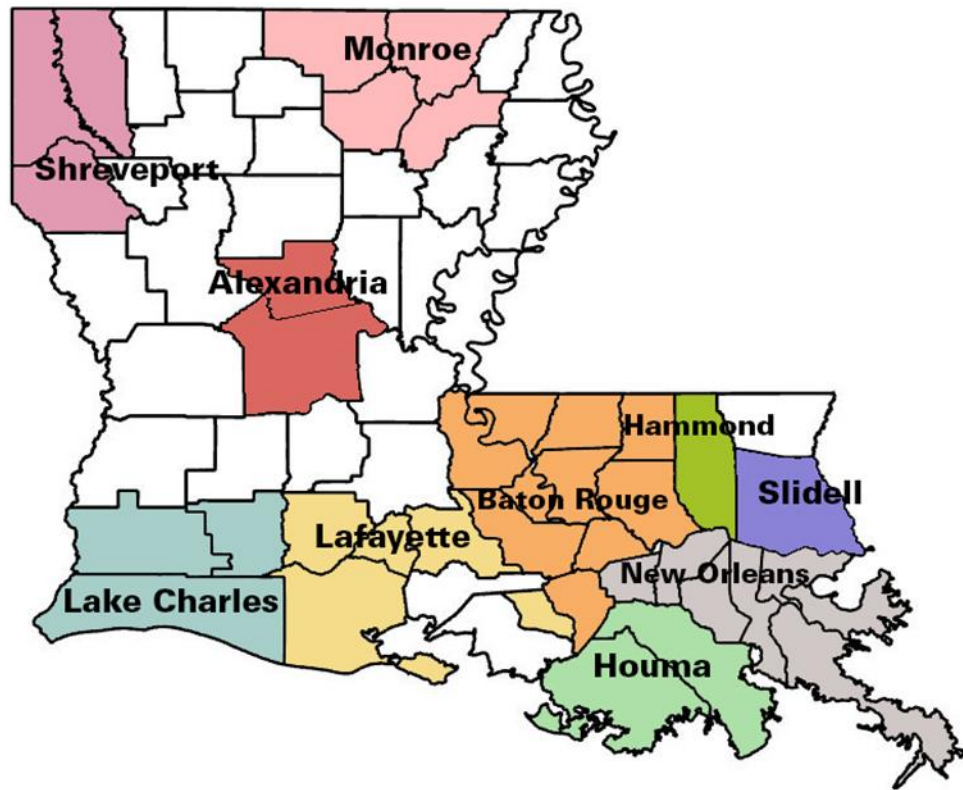 Monroe
Shreveport
Alexandria
Hammond
Slidell
Baton Rouge
Lafayette
New Orleans
Lake Charles
Houma